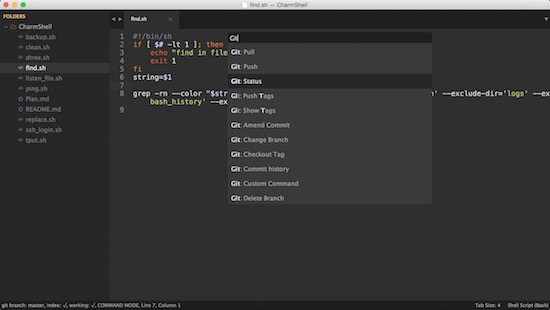 find.sh — CharmShell
FOLDERS
CharmShell
backup.sh
clean.sh
dtree.sh
find.sh
listen_file.sh
ping.sh
Plan.md
README.md
replace.sh
ssh_login.sh
tput.sh
find.sh
1 #!/bin/sh
2 if [ $# -lt 1 ]; then
3 echo "find in file
4 exit 1
5 fi
6 string=$1
7
8 grep -rn --color "$str n' --exclude-dir='logs' --ex
bash_history' --ex
9
Git
Git: Pull
Git: Push
Git: Status
Git: Push Tags
Git: Show Tags
Git: Amend Commit
Git: Change Branch
Git: Checkout Tag
Git: Commit history
Git: Custom Command
Git: Delete Branch
git branch: master, index: √, working: √, COMMAND MODE, Line 7, Column 1
Tab Size: 4
Shell Script (Bash)